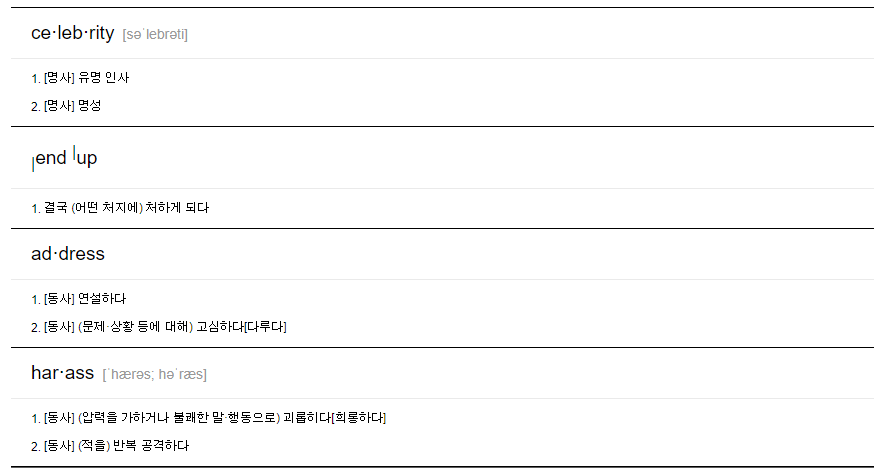 ce·leb·rity [səˈlebrəti]
1. [명사] 유명 인사
2. [명사] 명성
|end |up
1. 결국 (어떤 처지에) 처하게 되다
ad·dress
1. [동사] 연설하다
2. [동사] (문제·상황 등에 대해) 고심하다[다루다]
har·ass [ˈhærəs; həˈræs]
1. [동사] (압력을 가하거나 불쾌한 말·행동으로) 괴롭히다[희롱하다]
2. [동사] (적을) 반복 공격하다